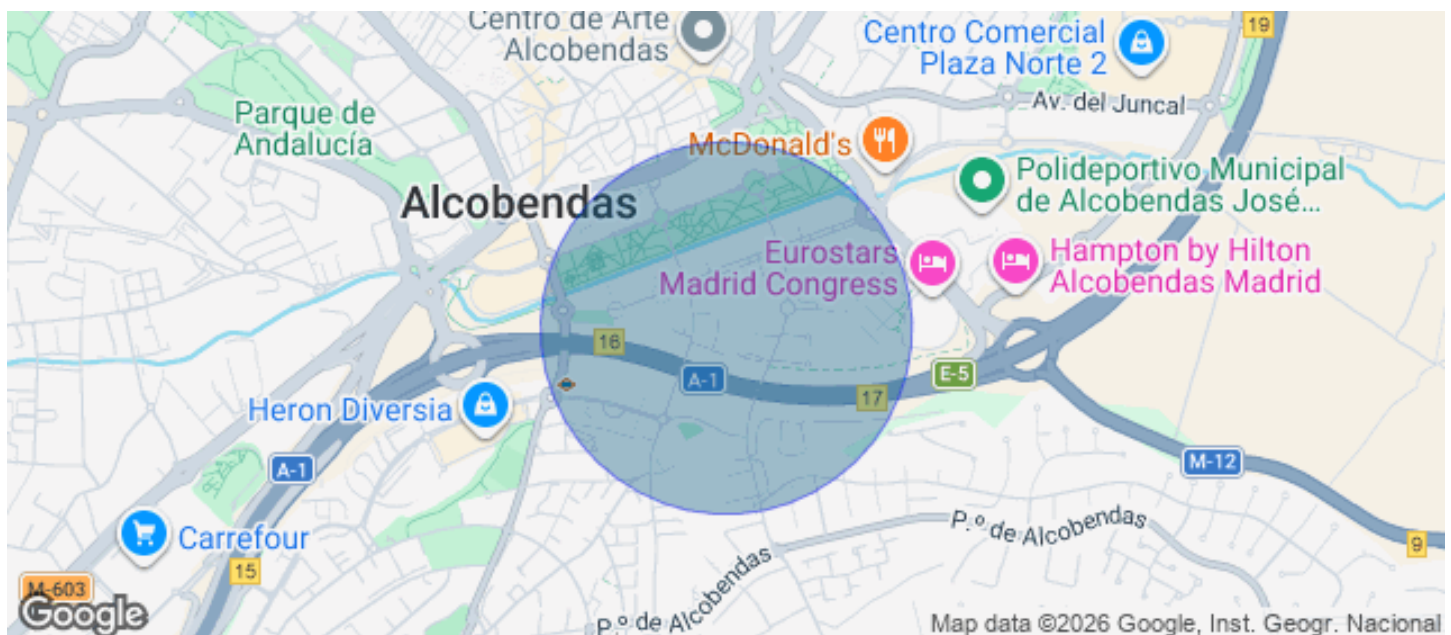 Centro de Arte
Alcobendas
19
Centro Comercial
Plaza Norte 2
Av. del Juncal
Parque de
Andalucía
McDonald's
Polideportivo Municipal
de Alcobendas José...
Alcobendas
Eurostars
Madrid Congress
Hampton by Hilton
Alcobendas Madrid
16
A-1
E-5
17
Heron Diversia
A-1
M-12
P.º de Alcobendas
Carrefour
9
15
M-603
P.º de Alcobendas
Google
Map data ©2026 Google, Inst. Geogr. Nacional